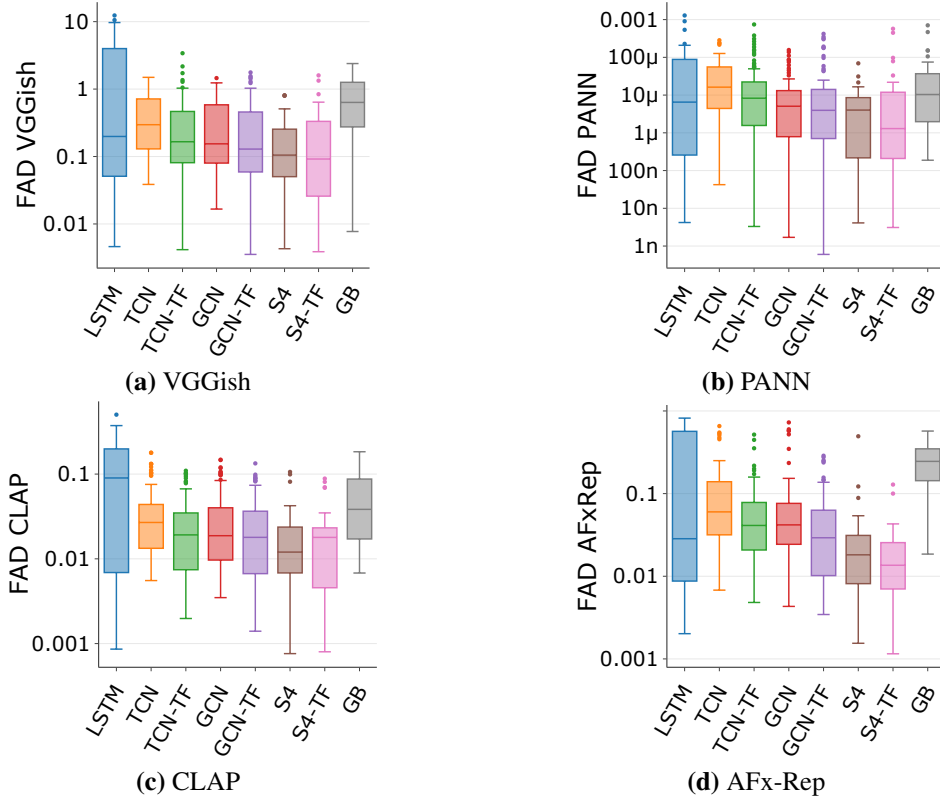 10
1
0.1
0.01
FAD VGGish
LSTM
TCN
TCN-TF
GCN
GCN-TF
S4
S4-TF
GB
(a) VGGish
0.001
100μ
10μ
1μ
100n
10n
1n
FAD PANN
LSTM
TCN
TCN-TF
GCN
GCN-TF
S4
S4-TF
GB
(b) PANN
0.1
0.01
0.001
FAD CLAP
LSTM
TCN
TCN-TF
GCN
GCN-TF
S4
S4-TF
GB
(c) CLAP
0.1
0.01
0.001
FAD AFxRep
LSTM
TCN
TCN-TF
GCN
GCN-TF
S4
S4-TF
GB
(d) AFx-Rep